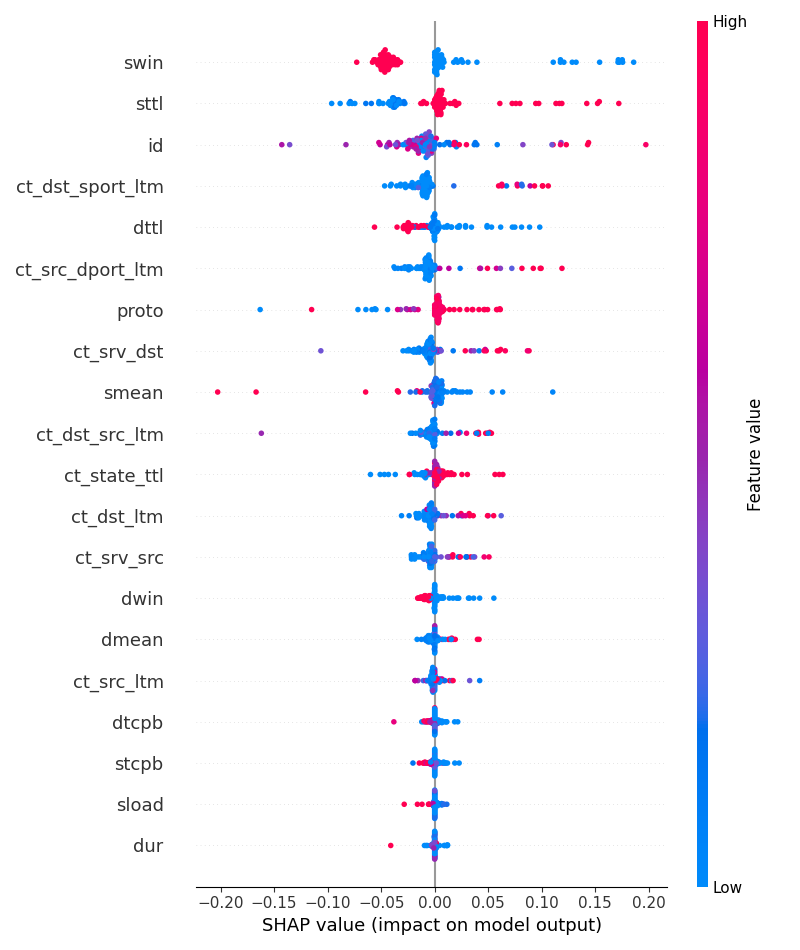 High
swin
sttl
id
ct_dst_sport_ltm
dttl
ct_src_dport_ltm
proto
ct_srv_dst
smean
ct_dst_src_ltm
ct_state_ttl
ct_dst_ltm
ct_srv_src
dwin
dmean
ct_src_ltm
dtcpb
stcpb
sload
dur
Feature value
Low
−0.20 −0.15 −0.10 −0.05 0.00 0.05 0.10 0.15 0.20
SHAP value (impact on model output)